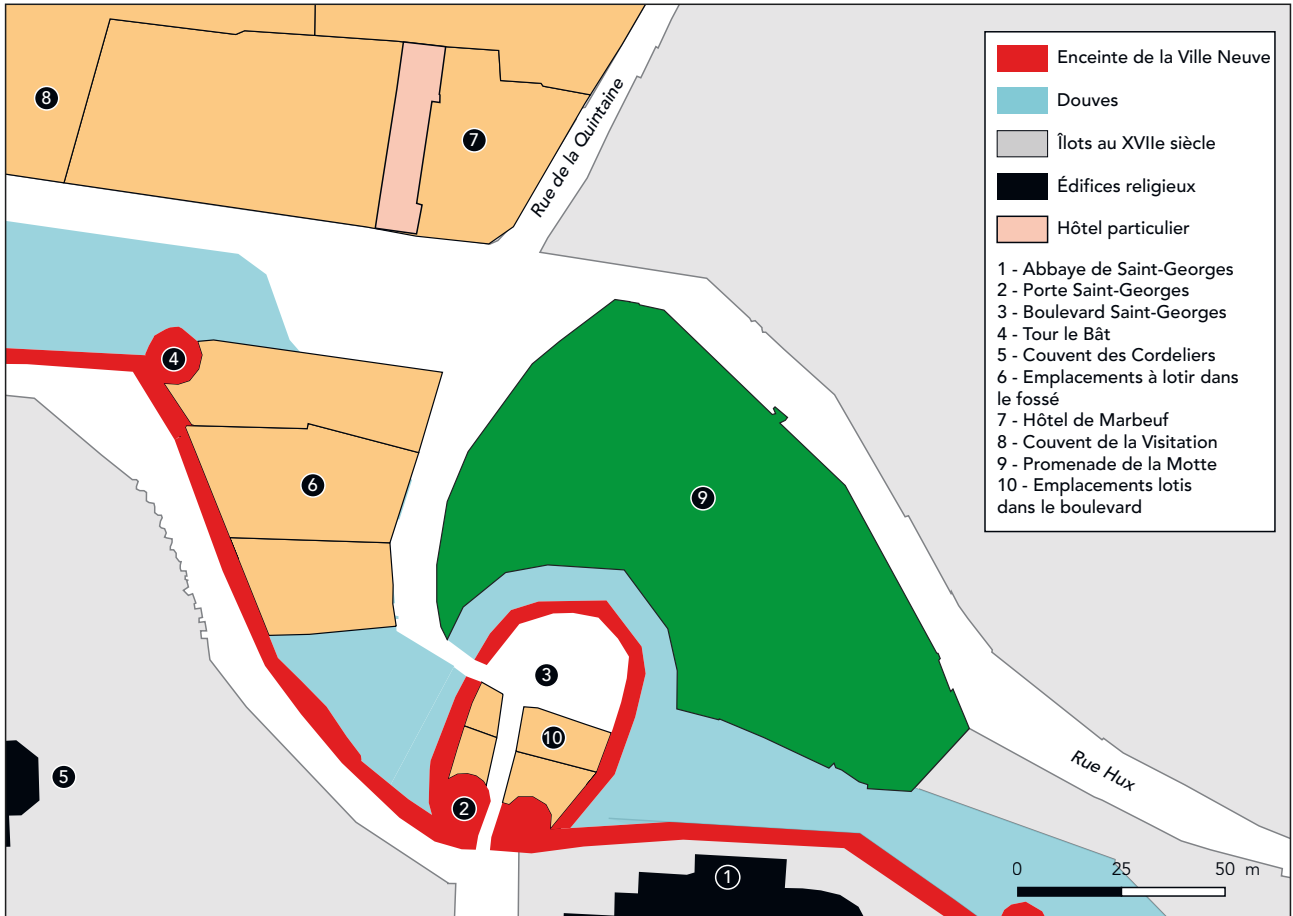 Enceinte de la Ville Neuve
Douves
Îlots au XVIIe siècle
Édifices religieux
Hôtel particulier
1 - Abbaye de Saint-Georges
2 - Porte Saint-Georges
3 - Boulevard Saint-Georges
4 - Tour le Bât
5 - Couvent des Cordeliers
6 - Emplacements à lotir dans
le fossé
7 - Hôtel de Marbeuf
8 - Couvent de la Visitation
9 - Promenade de la Motte
10 - Emplacements lotis
dans le boulevard
8
7
Rue de la Quintaine
4
6
9
3
10
Rue Hux
5
2
1
0 25 50 m